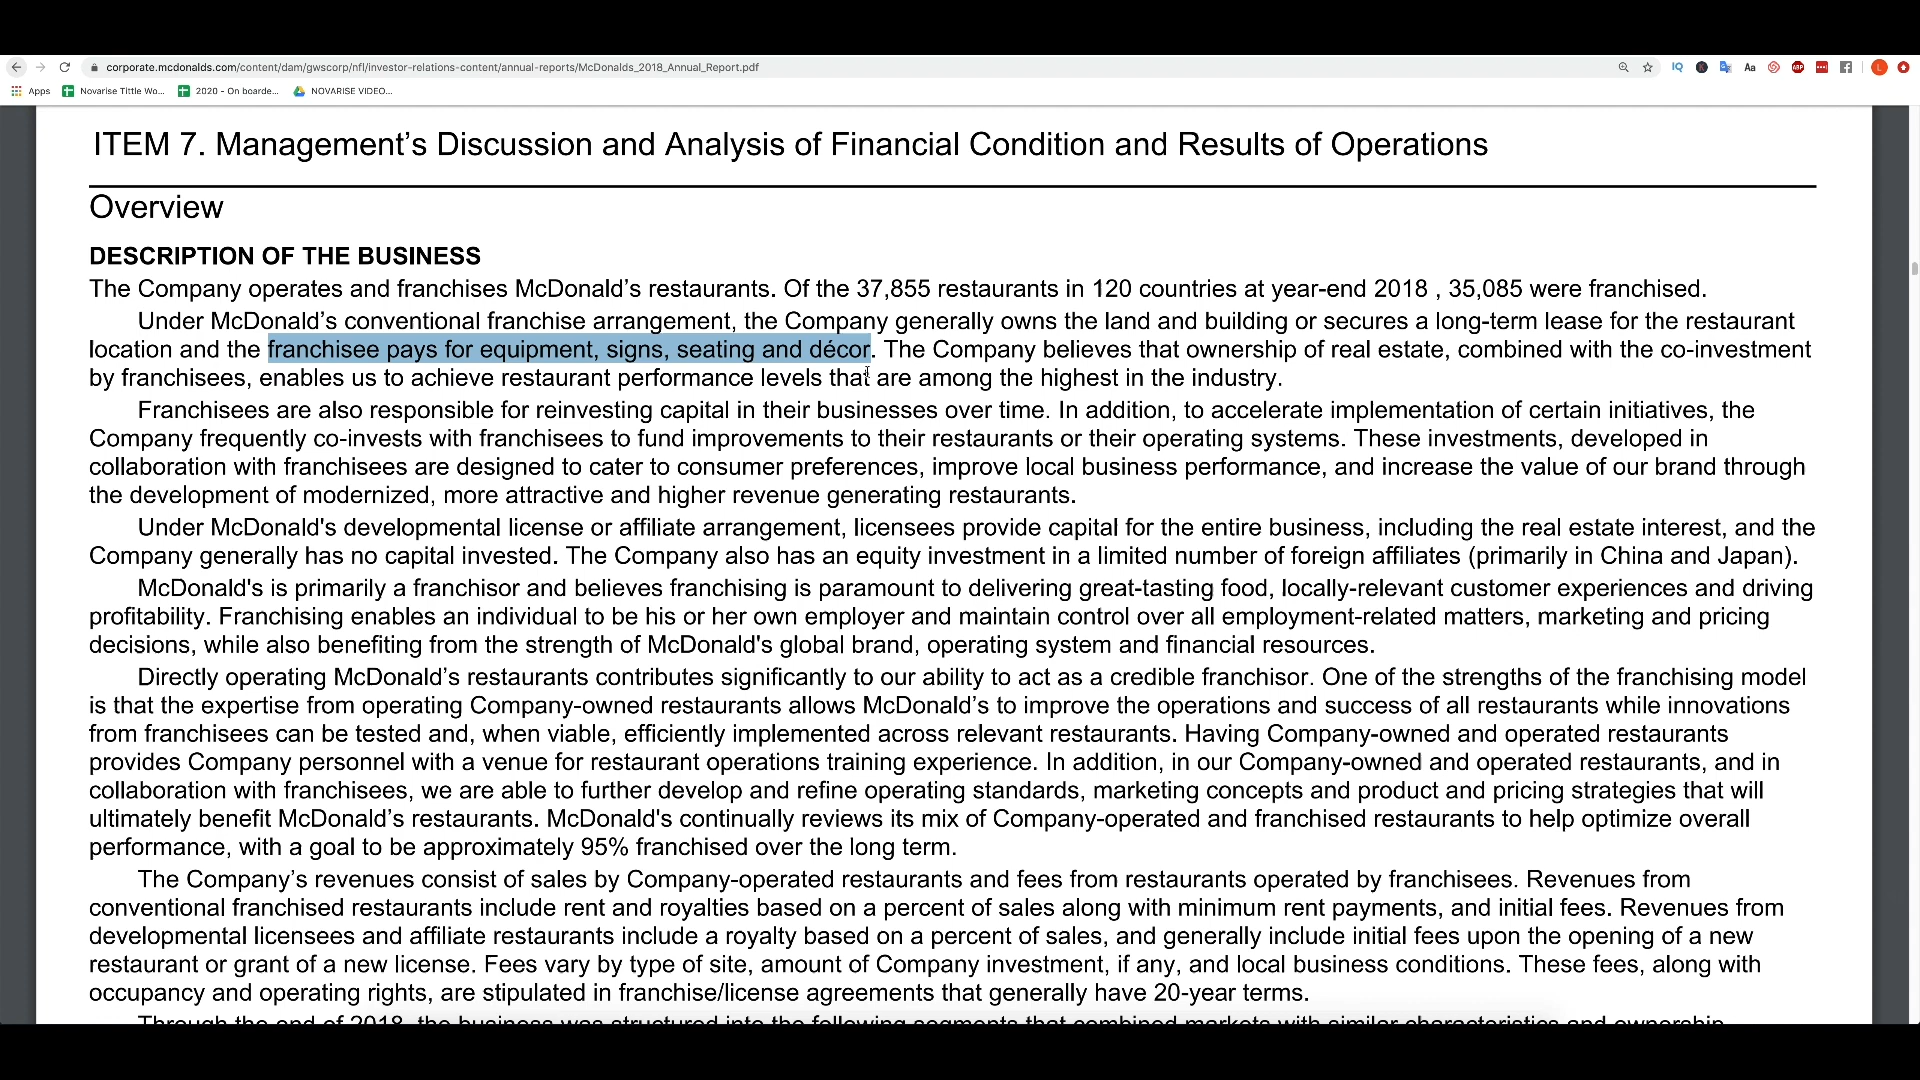 corporate.mcdonalds.com/content/dam/gwscorp/nfl/investor-relations-content/annual-reports/McDonalds_2018_Annual_Report.pdf
IQ
Aa
ABP
L
Apps
Novarise Tittle Wo...
2020 - On boarde...
NOVARISE VIDEO...
ITEM 7. Management’s Discussion and Analysis of Financial Condition and Results of Operations
Overview
DESCRIPTION OF THE BUSINESS
The Company operates and franchises McDonald’s restaurants. Of the 37,855 restaurants in 120 countries at year-end 2018 , 35,085 were franchised.
Under McDonald’s conventional franchise arrangement, the Company generally owns the land and building or secures a long-term lease for the restaurant
location and the franchisee pays for equipment, signs, seating and décor. The Company believes that ownership of real estate, combined with the co-investment
by franchisees, enables us to achieve restaurant performance levels that are among the highest in the industry.
Franchisees are also responsible for reinvesting capital in their businesses over time. In addition, to accelerate implementation of certain initiatives, the
Company frequently co-invests with franchisees to fund improvements to their restaurants or their operating systems. These investments, developed in
collaboration with franchisees are designed to cater to consumer preferences, improve local business performance, and increase the value of our brand through
the development of modernized, more attractive and higher revenue generating restaurants.
Under McDonald's developmental license or affiliate arrangement, licensees provide capital for the entire business, including the real estate interest, and the
Company generally has no capital invested. The Company also has an equity investment in a limited number of foreign affiliates (primarily in China and Japan).
McDonald's is primarily a franchisor and believes franchising is paramount to delivering great-tasting food, locally-relevant customer experiences and driving
profitability. Franchising enables an individual to be his or her own employer and maintain control over all employment-related matters, marketing and pricing
decisions, while also benefiting from the strength of McDonald's global brand, operating system and financial resources.
Directly operating McDonald’s restaurants contributes significantly to our ability to act as a credible franchisor. One of the strengths of the franchising model
is that the expertise from operating Company-owned restaurants allows McDonald’s to improve the operations and success of all restaurants while innovations
from franchisees can be tested and, when viable, efficiently implemented across relevant restaurants. Having Company-owned and operated restaurants
provides Company personnel with a venue for restaurant operations training experience. In addition, in our Company-owned and operated restaurants, and in
collaboration with franchisees, we are able to further develop and refine operating standards, marketing concepts and product and pricing strategies that will
ultimately benefit McDonald’s restaurants. McDonald's continually reviews its mix of Company-operated and franchised restaurants to help optimize overall
performance, with a goal to be approximately 95% franchised over the long term.
The Company’s revenues consist of sales by Company-operated restaurants and fees from restaurants operated by franchisees. Revenues from
conventional franchised restaurants include rent and royalties based on a percent of sales along with minimum rent payments, and initial fees. Revenues from
developmental licensees and affiliate restaurants include a royalty based on a percent of sales, and generally include initial fees upon the opening of a new
restaurant or grant of a new license. Fees vary by type of site, amount of Company investment, if any, and local business conditions. These fees, along with
occupancy and operating rights, are stipulated in franchise/license agreements that generally have 20-year terms.
Through the end of 2018, the business was structured into the following segments that combined markets with similar characteristics and ownership